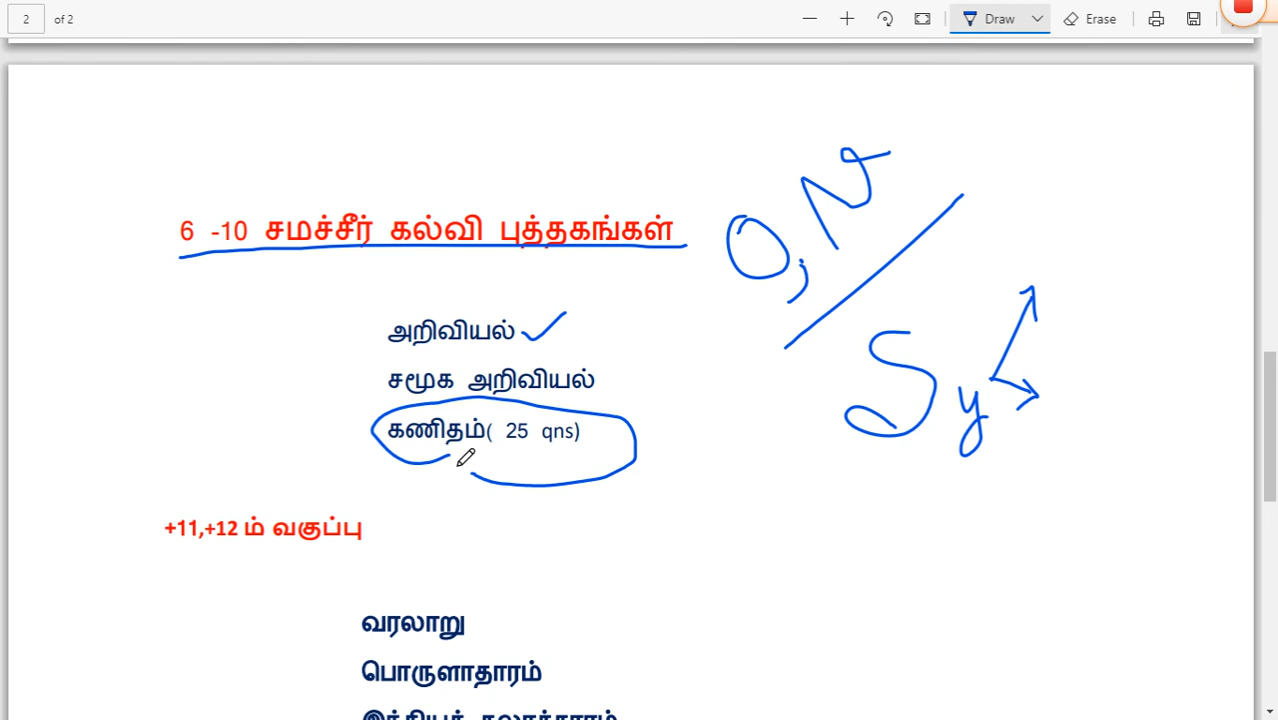 2 of 2 Draw Erase
6 -10 சமச்சீர் கல்வி புத்தகங்கள்
அறிவியல்
சமூக அறிவியல்
கணிதம்( 25 qns)
+11,+12 ம் வகுப்பு
வரலாறு
பொருளாதாரம்
O, N
Sy